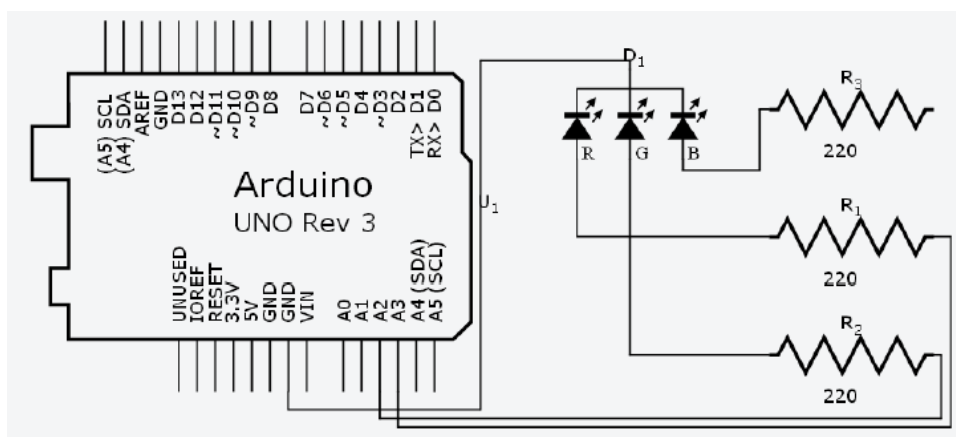 (A5) SCL
(A4) SDA
AREF
GND
D13
D12
~D11
~D10
~D9
D8
D7
~D6
~D5
D4
~D3
D2
TX> D1
RX> D0
Arduino
UNO Rev 3
U1
UNUSED
IOREF
RESET
3.3V
5V
GND
GND
VIN
A0
A1
A2
A3
A4 (SDA)
A5 (SCL)
D1
R
G
B
R3
220
R1
220
R2
220